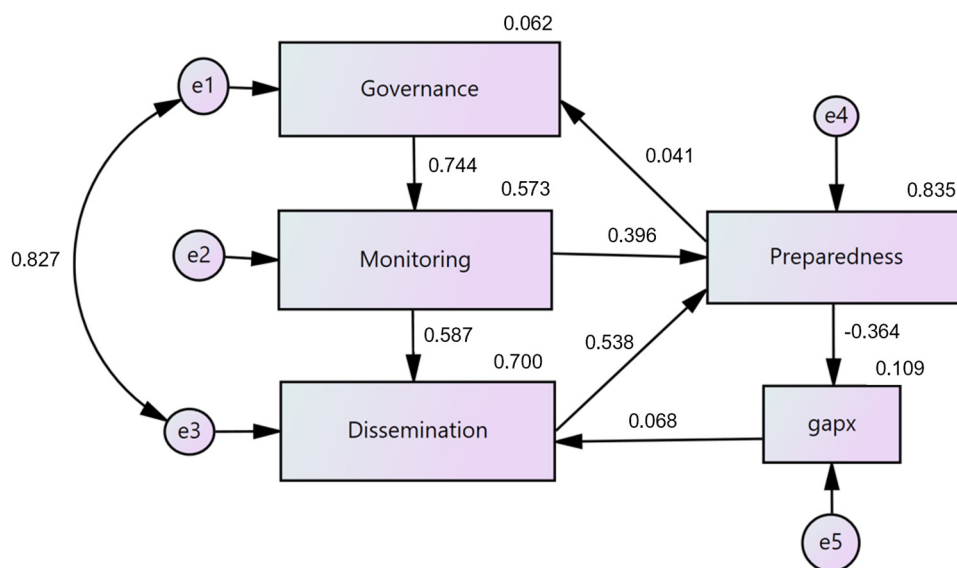 0.062
e1
Governance
e4
0.744
0.041
0.573
0.835
0.827
e2
Monitoring
0.396
Preparedness
0.587
0.538
-0.364
0.700
0.109
e3
Dissemination
0.068
gapx
e5